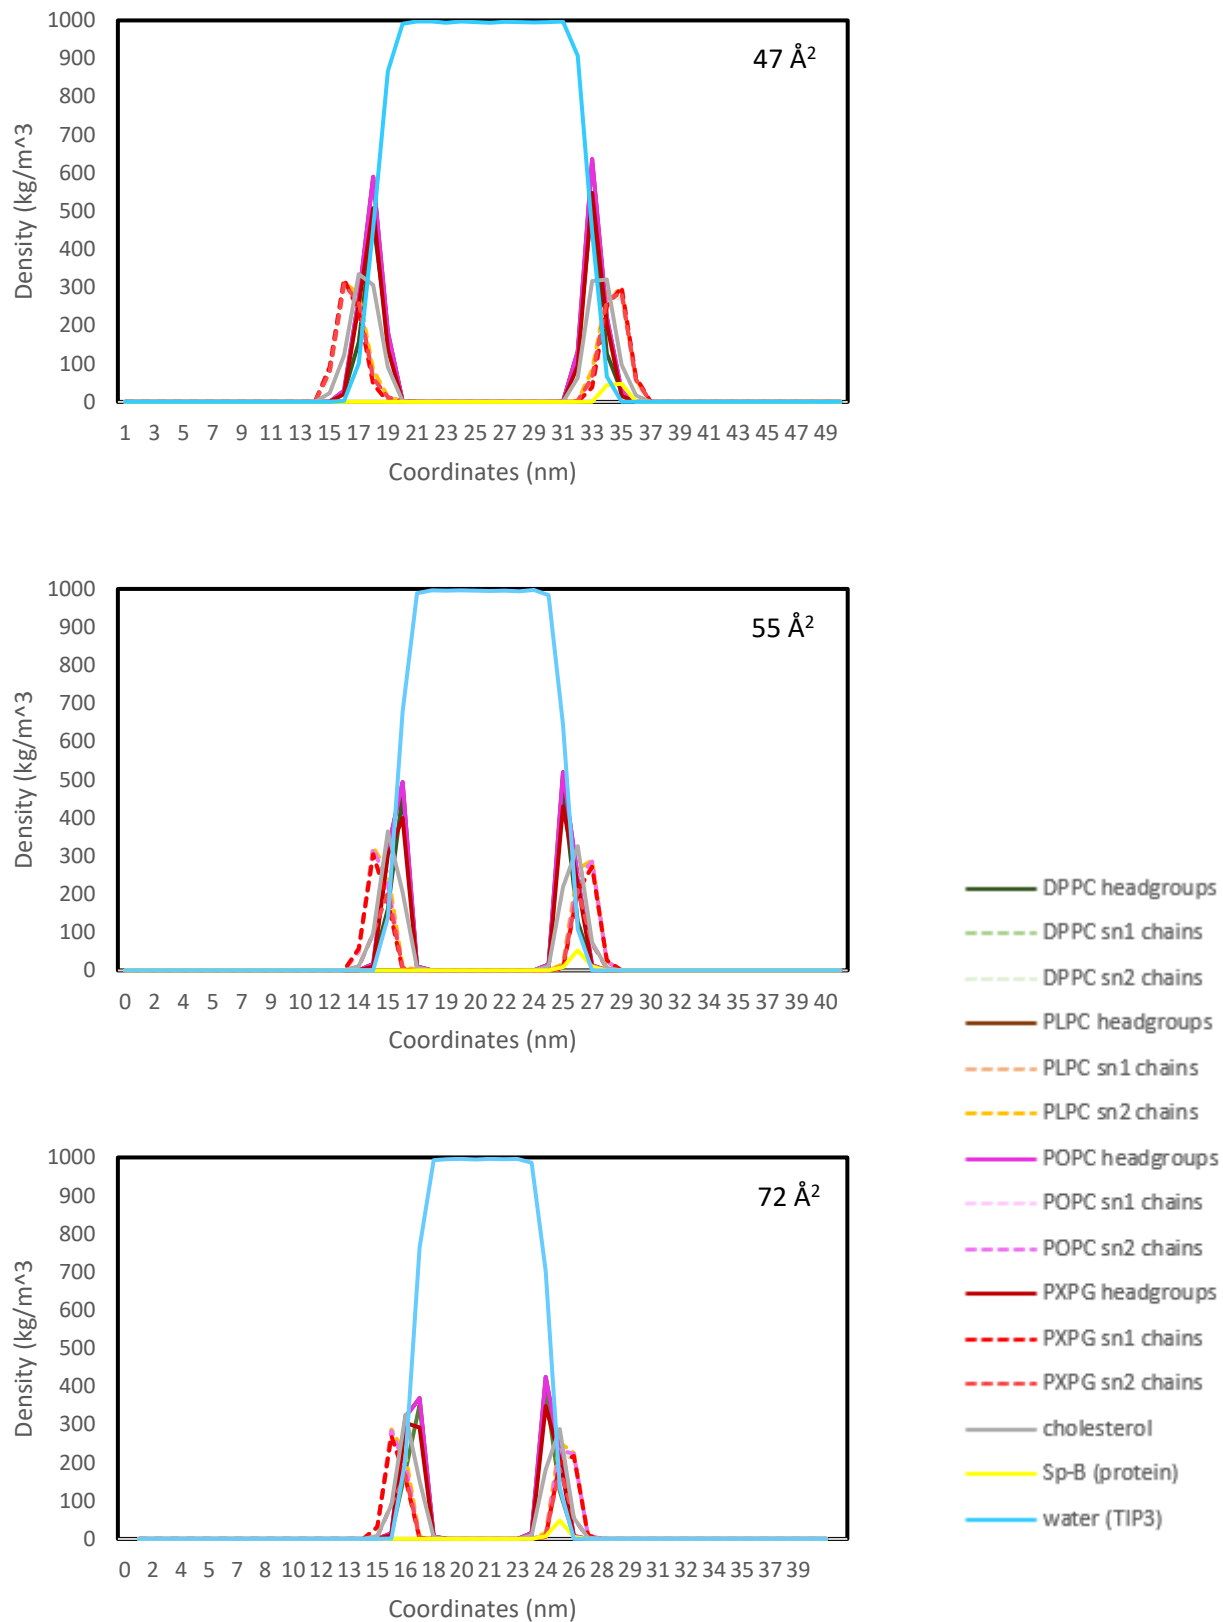 1000
900
800
700
600
500
400
300
200
100
0
Density (kg/m^3
47 Å²
1 3 5 7 9 11 13 15 17 19 21 23 25 27 29 31 33 35 37 39 41 43 45 47 49
Coordinates (nm)
1000
900
800
700
600
500
400
300
200
100
0
Density (kg/m^3
55 Å²
0 2 4 5 7 9 10 12 14 15 17 19 20 22 24 25 27 29 30 32 34 35 37 39 40
Coordinates (nm)
1000
900
800
700
600
500
400
300
200
100
0
Density (kg/m^3
72 Å²
0 2 4 5 7 8 10 12 13 15 16 18 20 21 23 24 26 28 29 31 32 34 35 37 39
Coordinates (nm)
DPPC headgroups
DPPC sn1 chains
DPPC sn2 chains
PLPC headgroups
PLPC sn1 chains
PLPC sn2 chains
POPC headgroups
POPC sn1 chains
POPC sn2 chains
PXPG headgroups
PXPG sn1 chains
PXPG sn2 chains
cholesterol
Sp-B (protein)
water (TIP3)